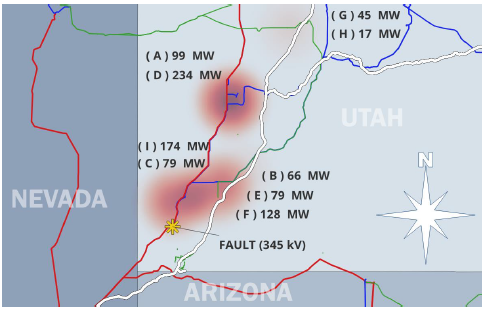 ( G ) 45 MW
( H ) 17 MW
( A ) 99 MW
( D ) 234 MW
UTAH
( I ) 174 MW
( C ) 79 MW
N
( B ) 66 MW
( E ) 79 MW
NEVADA
( F ) 128 MW
FAULT (345 kV)
ARIZONA